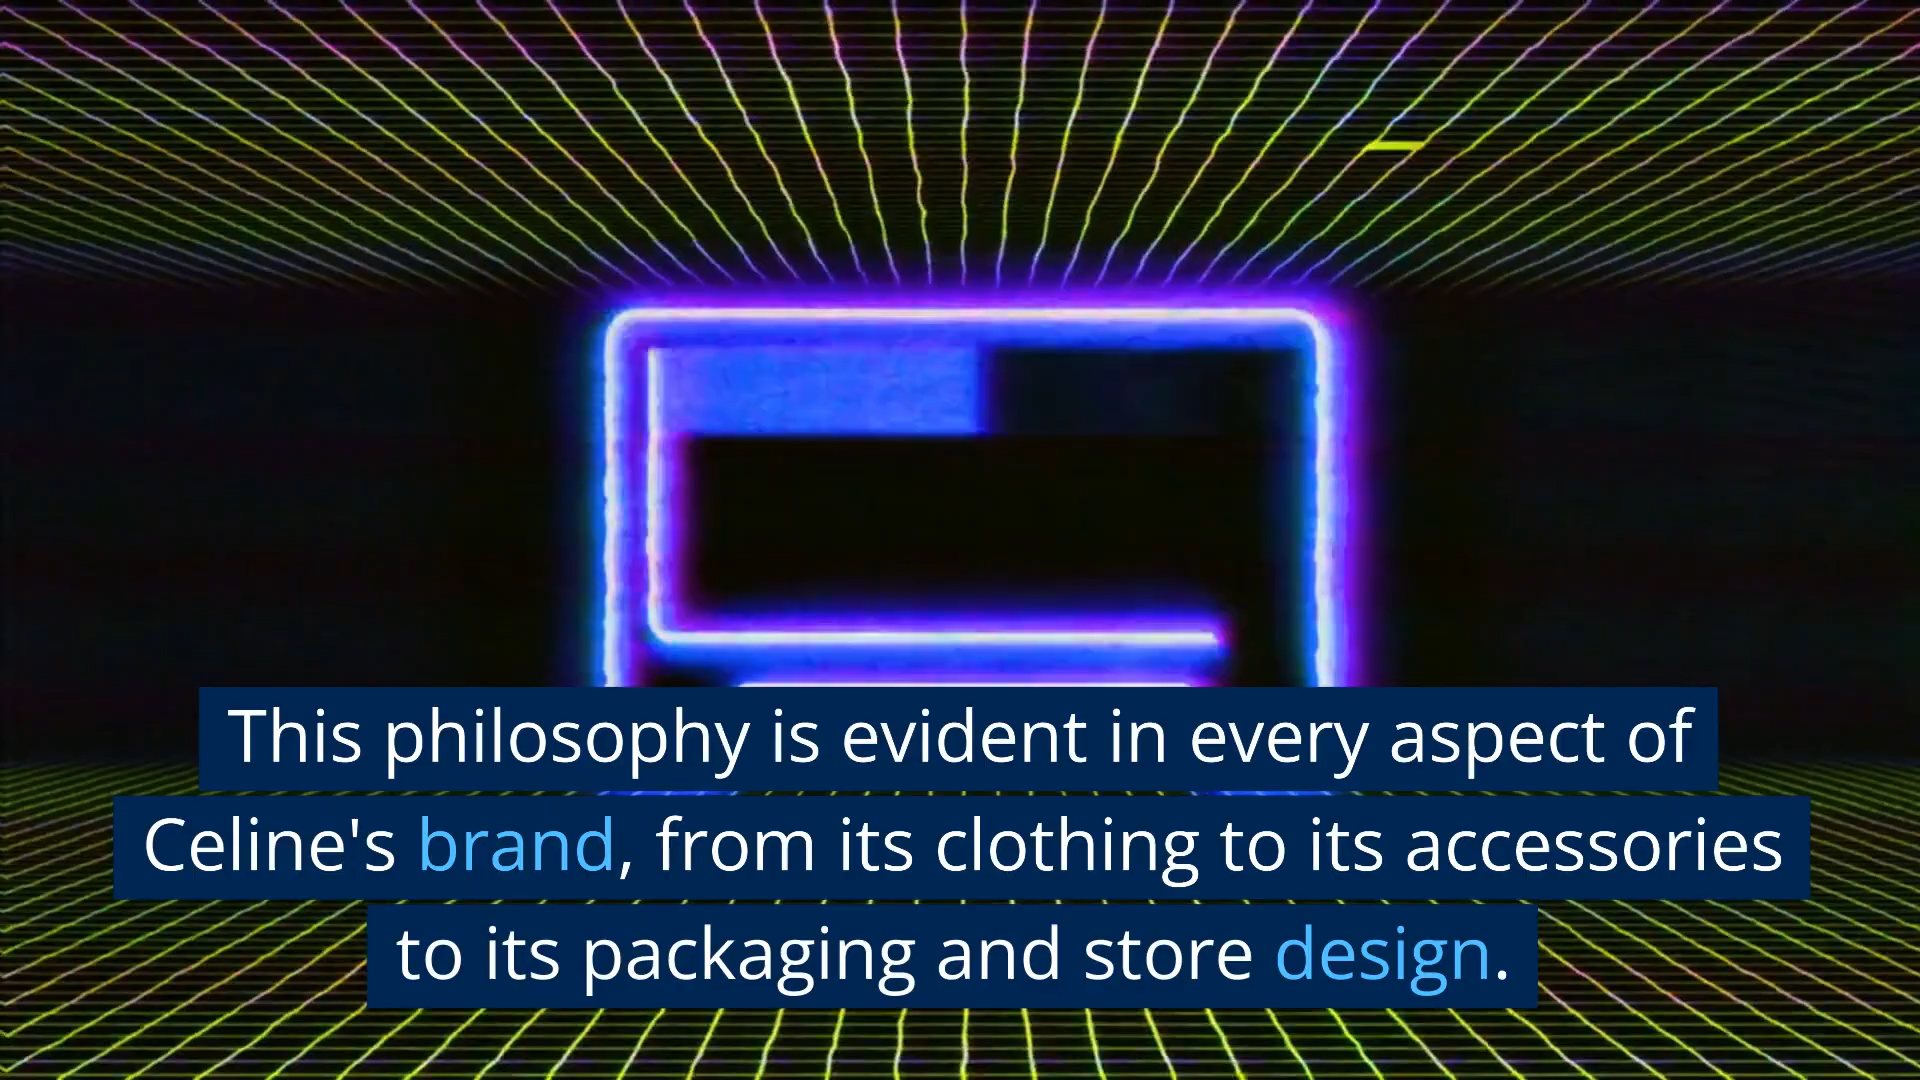 This philosophy is evident in every aspect of
Celine's brand, from its clothing to its accessories
to its packaging and store design.